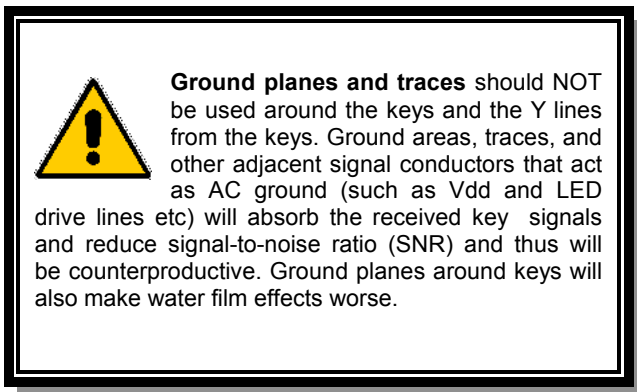 Ground planes and traces should NOT
be used around the keys and the Y lines
from the keys. Ground areas, traces, and
other adjacent signal conductors that act
as AC ground (such as Vdd and LED
drive lines etc) will absorb the received key signals
and reduce signal-to-noise ratio (SNR) and thus will
be counterproductive. Ground planes around keys will
also make water film effects worse.